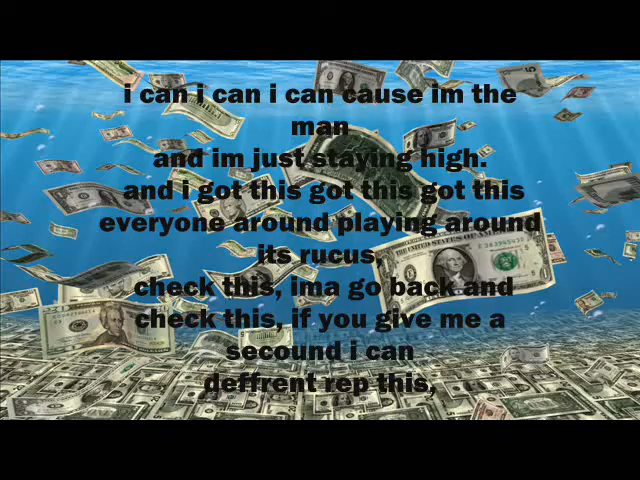 i can i can i can cause im the
man
and im just staying high.
and i got this got this got this
everyone around playing around
its rucus,
check this, ima go back and
check this, if you give me a
secound i can
deffrent rep this,